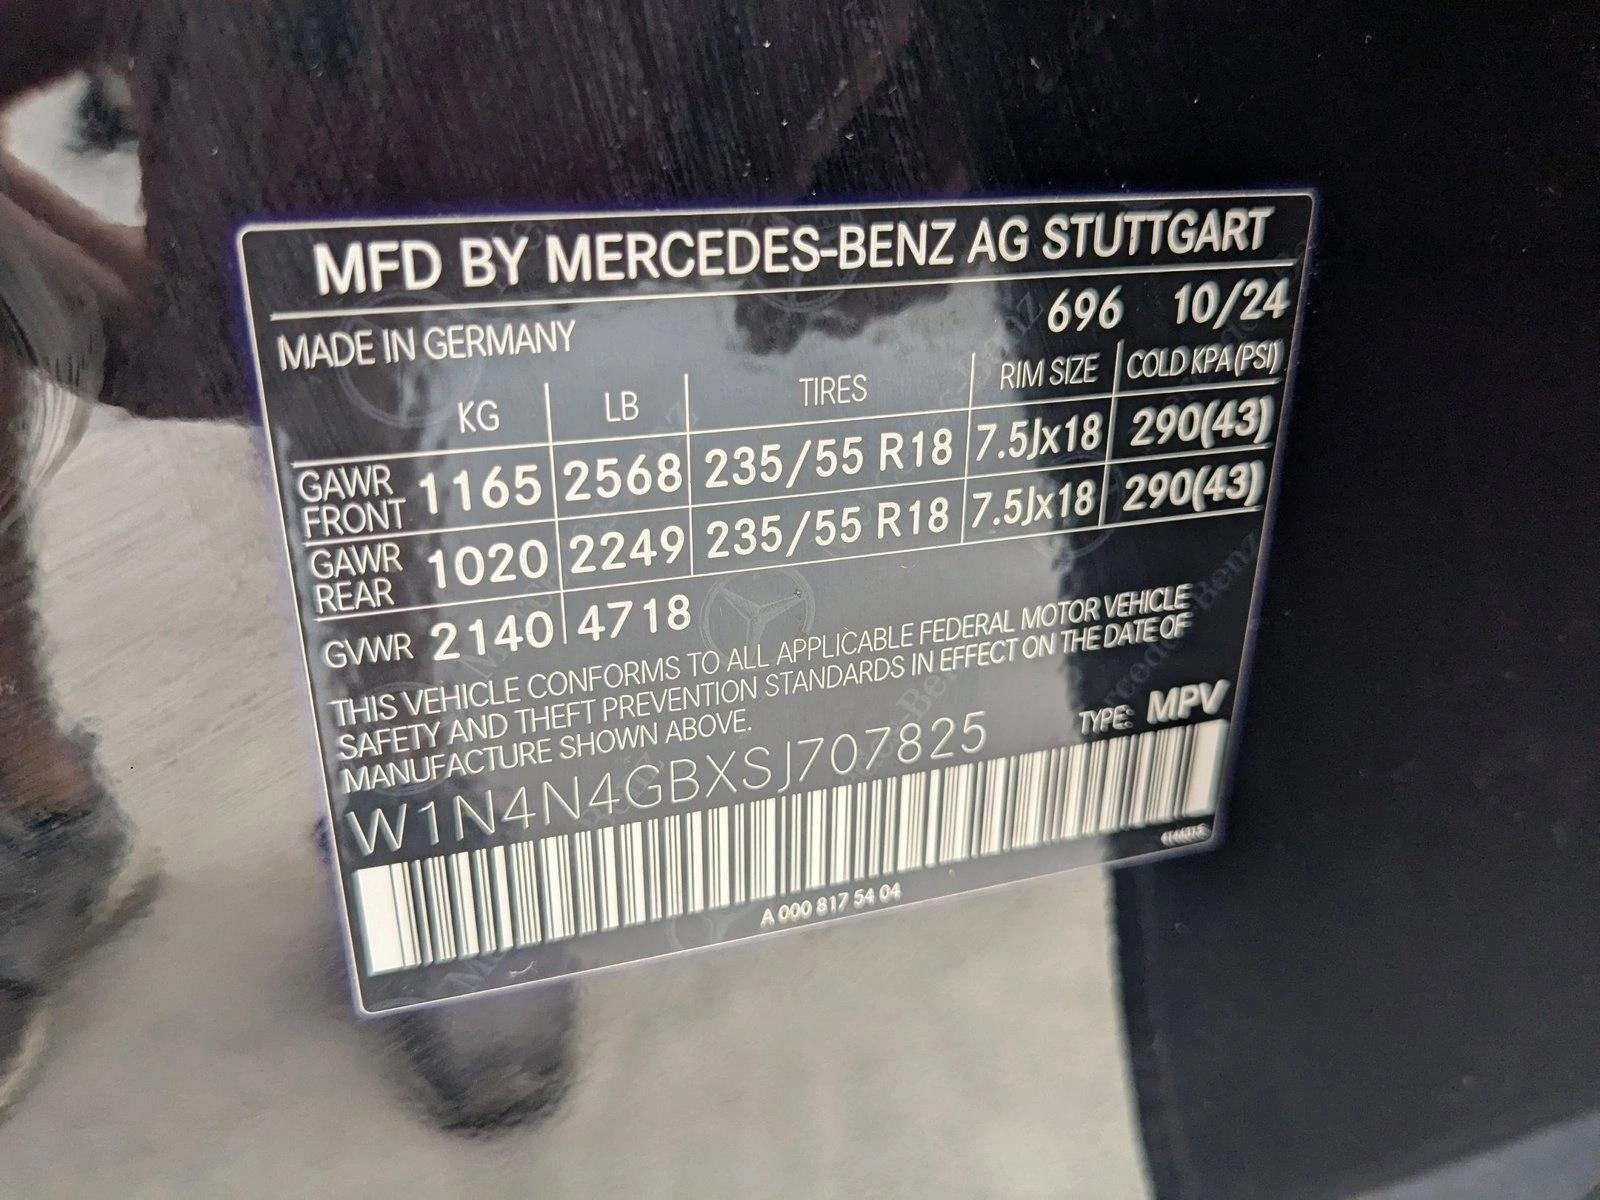 MFD BY MERCEDES-BENZ AG STUTTGART
696 10/24
MADE IN GERMANY
KG LB TIRES RIM SIZE COLD KPA (PSI)
GAWR FRONT 1165 2568 235/55 R18 7.5Jx18 290(43)
GAWR REAR 1020 2249 235/55 R18 7.5Jx18 290(43)
GVWR 2140 4718
THIS VEHICLE CONFORMS TO ALL APPLICABLE FEDERAL MOTOR VEHICLE
SAFETY AND THEFT PREVENTION STANDARDS IN EFFECT ON THE DATE OF
MANUFACTURE SHOWN ABOVE.
TYPE: MPV
W1N4N4GBXSJ707825
A 000 817 54 04